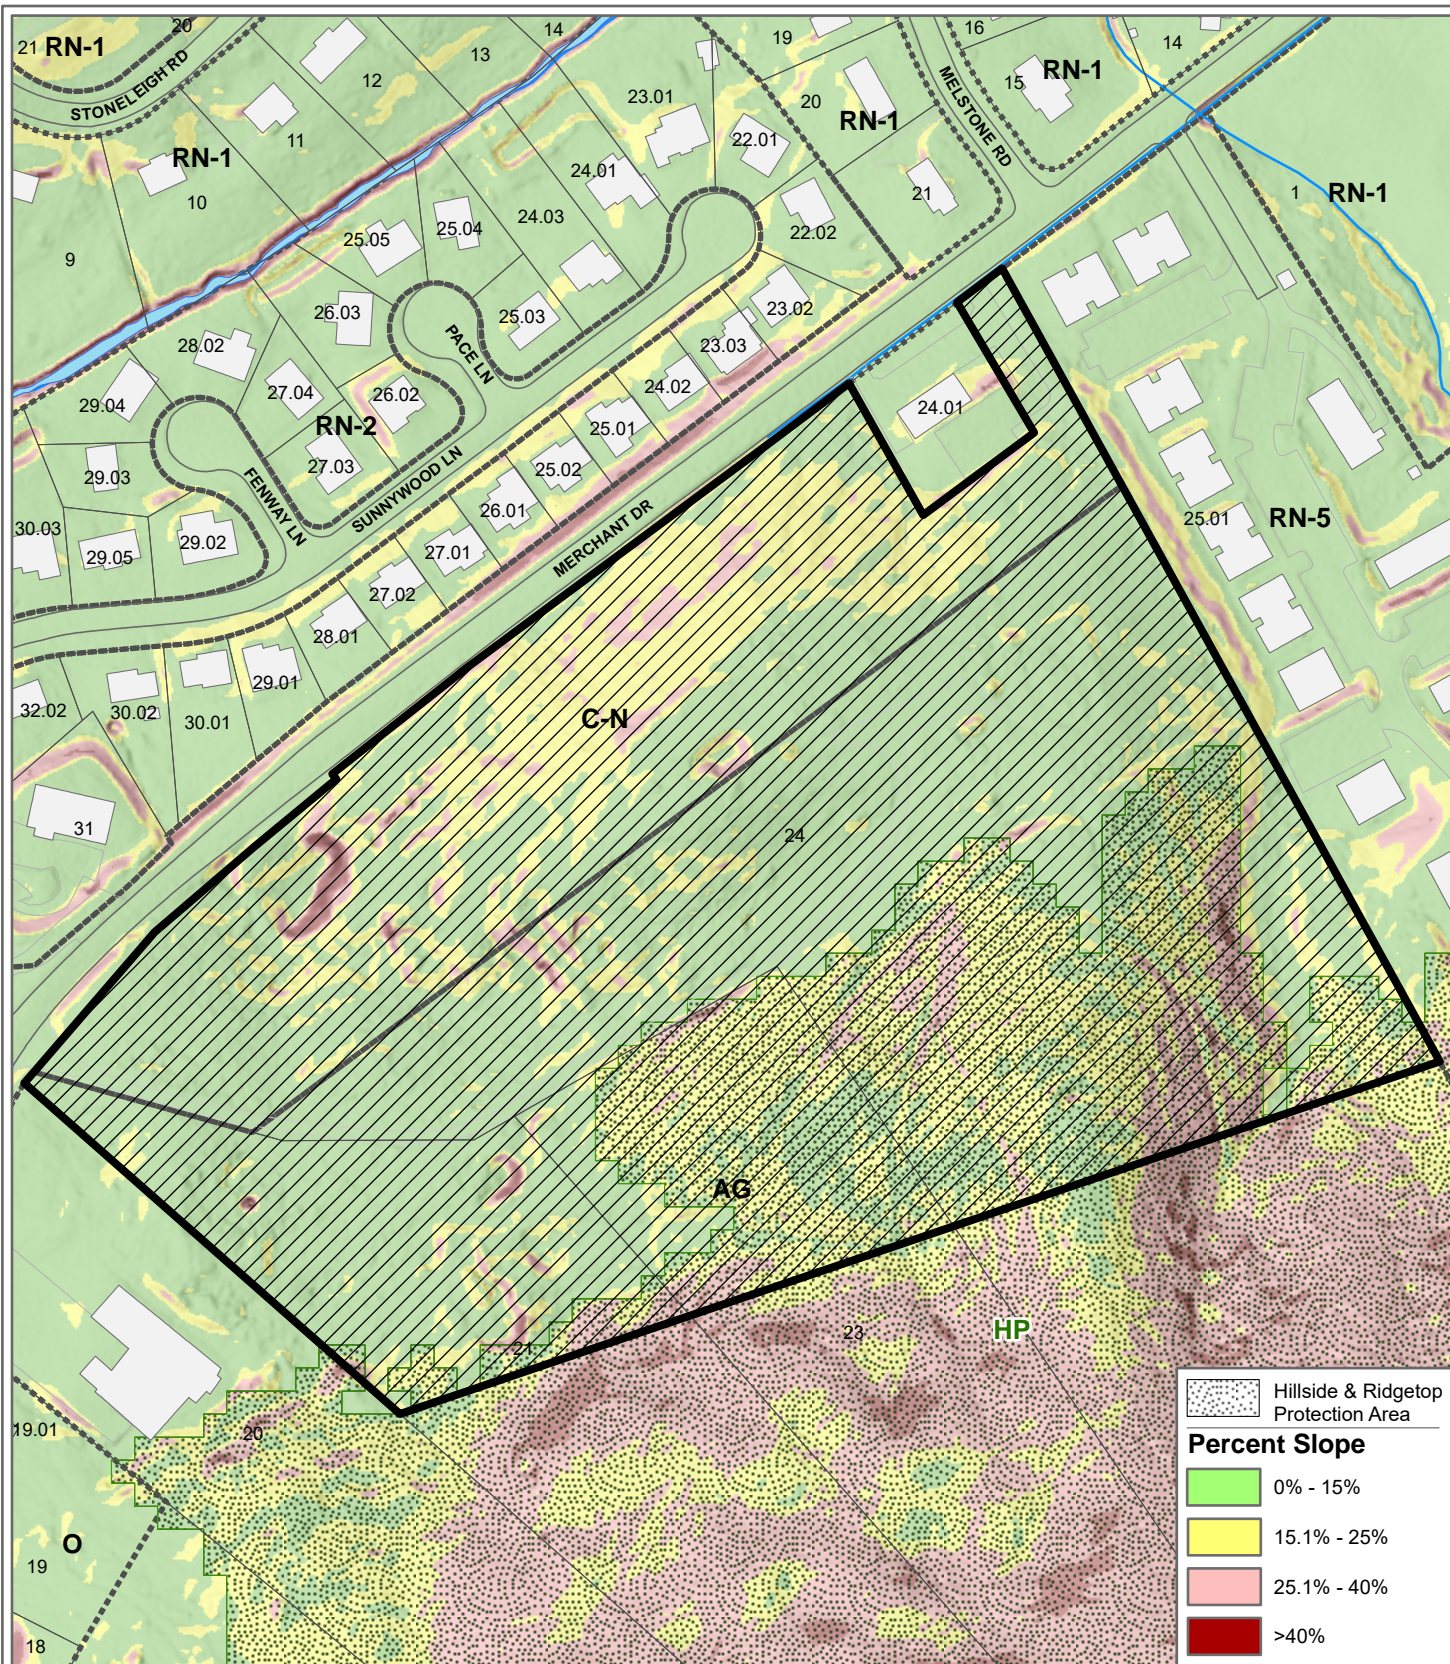 20
21
RN-1
STONELEIGH RD
14
13
12
11
RN-1
10
9
19
16
14
15
RN-1
20
RN-1
MELSTONE RD
23.01
22.01
24.01
24.03
21
22.02
1
RN-1
25.04
25.05
26.03
25.03
23.02
PACE LN
23.03
28.02
24.02
27.04
26.02
29.04
RN-2
25.01
24.01
27.03
SUNNYWOOD LN
25.02
29.03
FENWAY LN
26.01
30.03
29.02
29.05
27.01
MERCHANT DR
25.01
RN-5
27.02
28.01
29.01
32.02
30.02
30.01
C-N
31
24
AG
21
23
HP
20
19.01
O
19
18
Hillside & Ridgetop
Protection Area
Percent Slope
0% - 15%
15.1% - 25%
25.1% - 40%
>40%